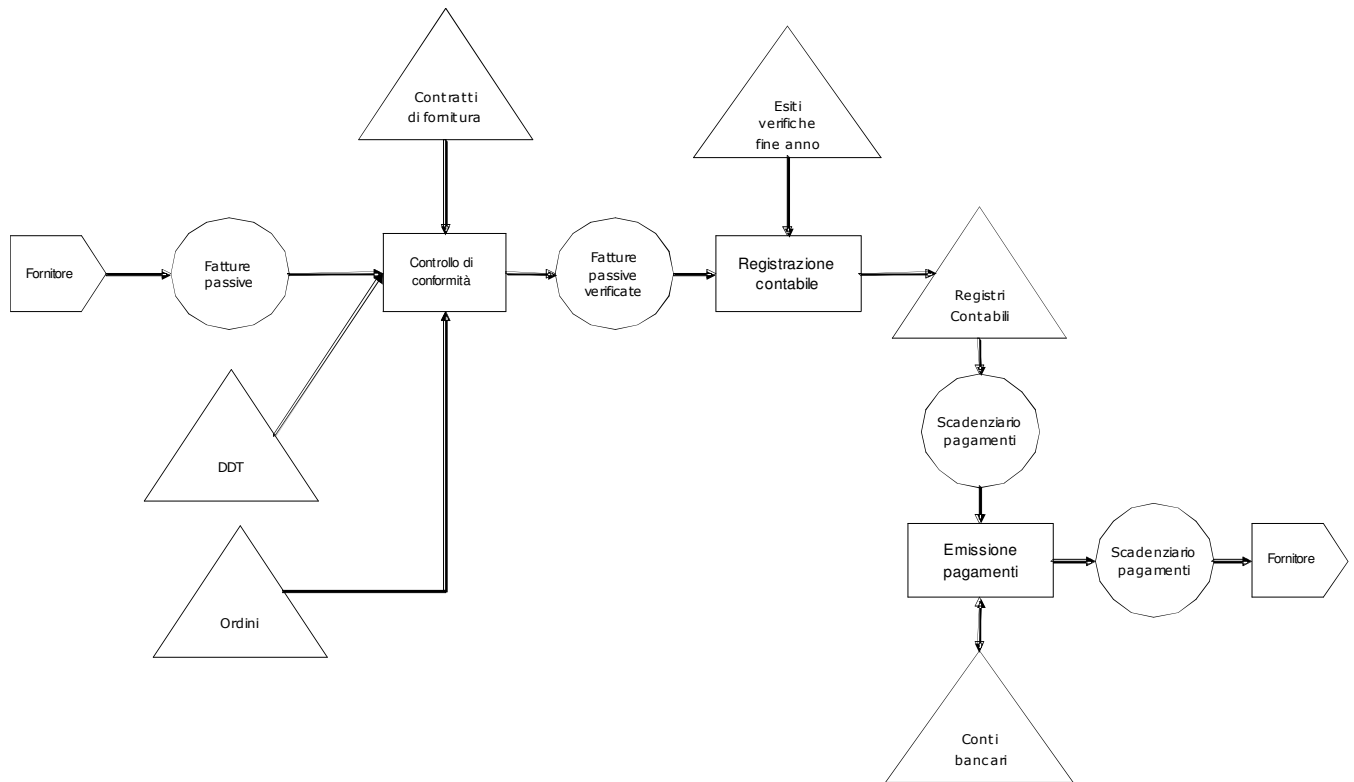 Contratti
di fornitura
Esiti
verifiche
fine anno
Fornitore
Fatture
passive
Controllo di
conformità
Fatture
passive
verificate
Registrazione
contabile
Registri
Contabili
Scadenziario
pagamenti
DDT
Ordini
Emissione
pagamenti
Scadenziario
pagamenti
Fornitore
Conti
bancari